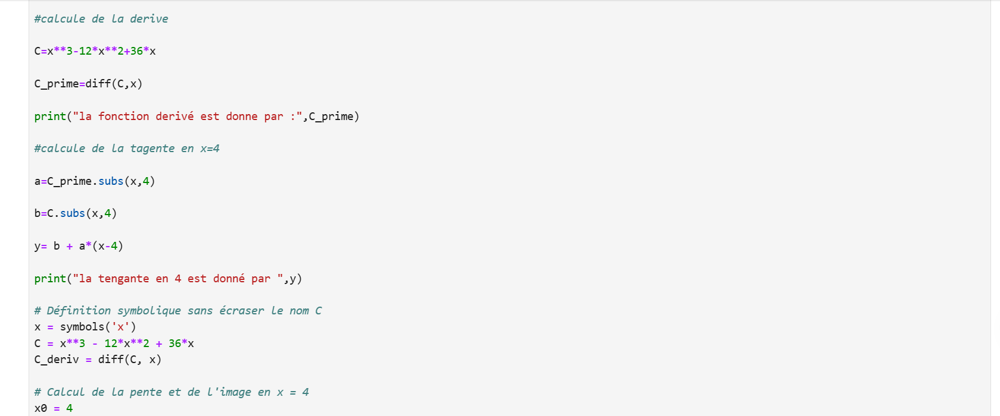 #calcule de la derive
C=x**3-12*x**2+36*x
C_prime=diff(C,x)
print("la fonction derivé est donne par :",C_prime)
#calcule de la tagente en x=4
a=C_prime.subs(x,4)
b=C.subs(x,4)
y= b + a*(x-4)
print("la tengante en 4 est donné par ",y)
# Définition symbolique sans écraser le nom C
x = symbols('x')
C = x**3 - 12*x**2 + 36*x
C_deriv = diff(C, x)
# Calcul de la pente et de l'image en x = 4
x0 = 4